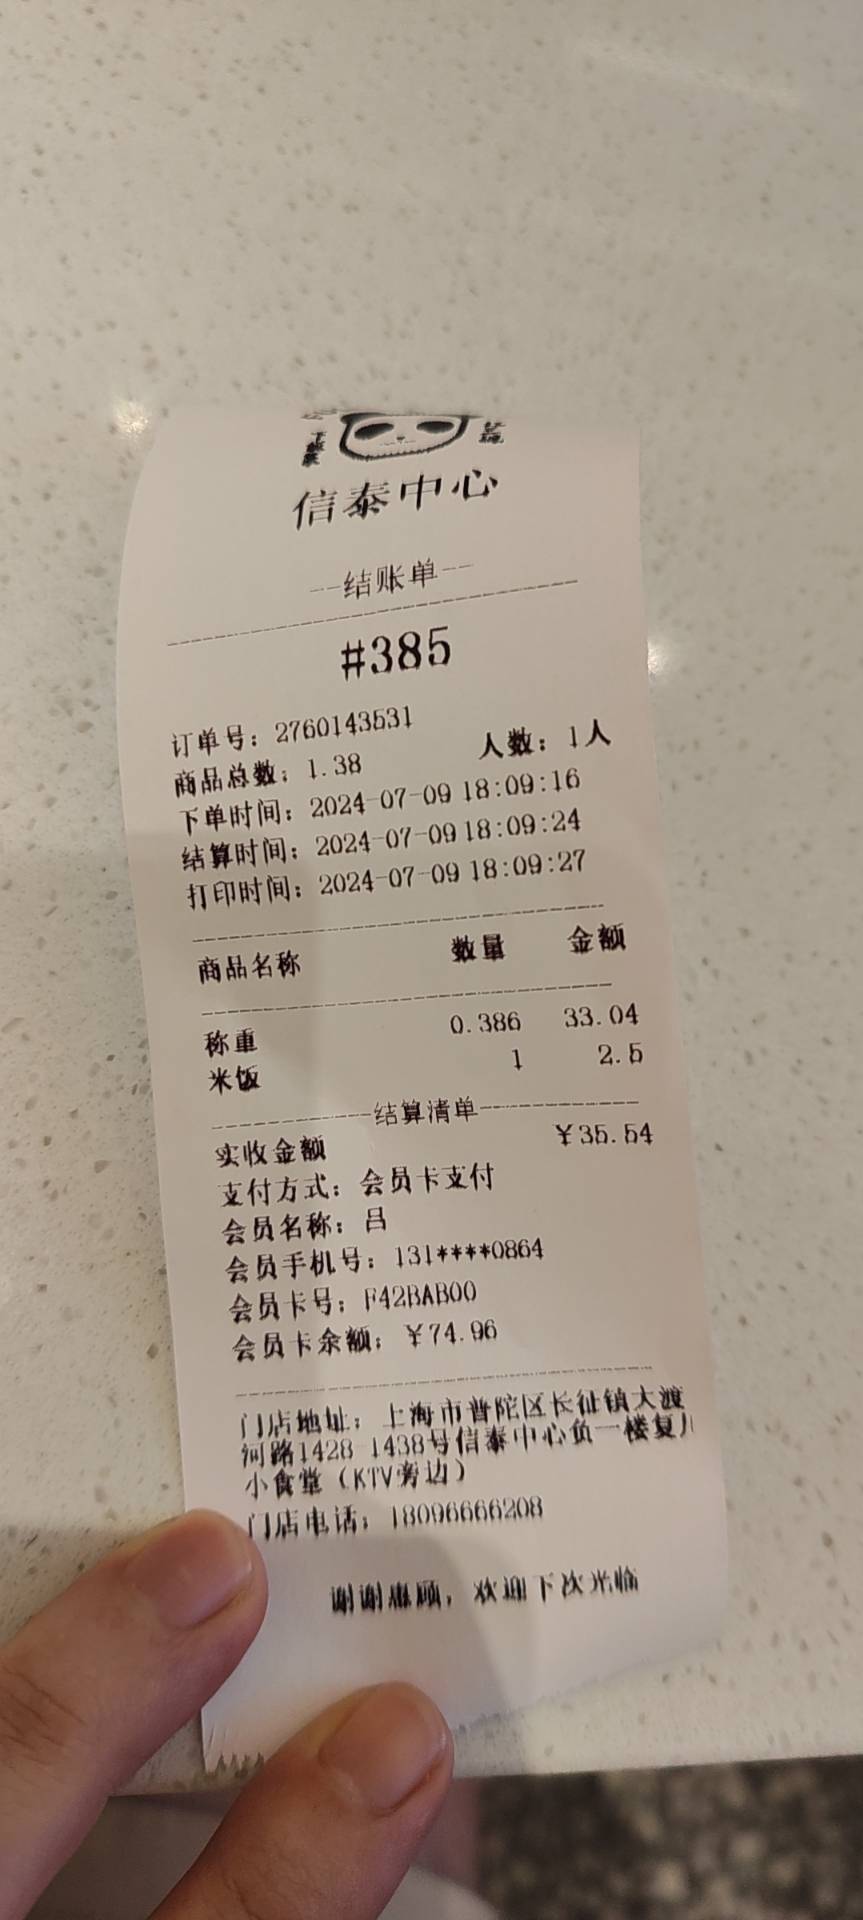 信泰中心
--结账单--
#385
订单号：2760143531
商品总数：1.38 人数：1人
下单时间：2024-07-09 18:09:16
结算时间：2024-07-09 18:09:24
打印时间：2024-07-09 18:09:27
商品名称 数量 金额
称重 0.386 33.04
米饭 1 2.5
结算清单
实收金额 ￥35.54
支付方式：会员卡支付
会员名称：吕
会员手机号：131****0864
会员卡号：F42BAB00
会员卡余额：￥74.96
门店地址：上海市普陀区长征镇大渡
河路1428-1438号信泰中心负一楼复
小食堂（KTV旁边）
门店电话：18096666208
谢谢惠顾，欢迎下次光临